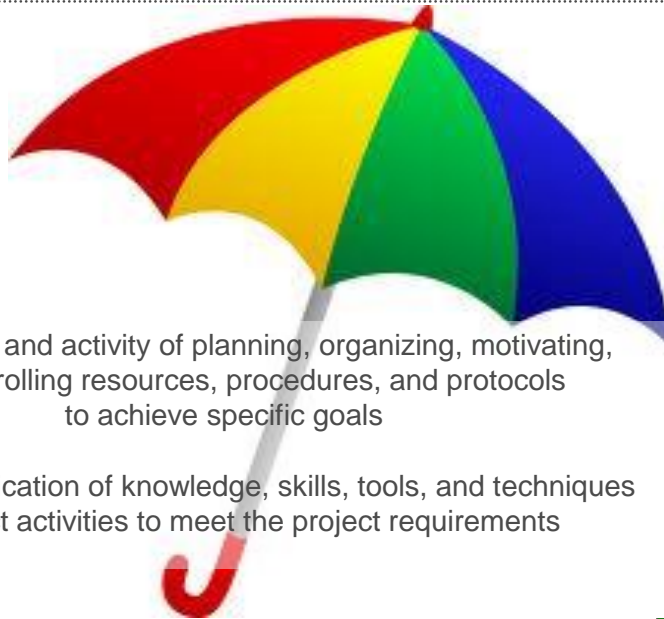 and activity of planning, organizing, motivating,
rolling resources, procedures, and protocols
to achieve specific goals
cation of knowledge, skills, tools, and techniques
t activities to meet the project requirements